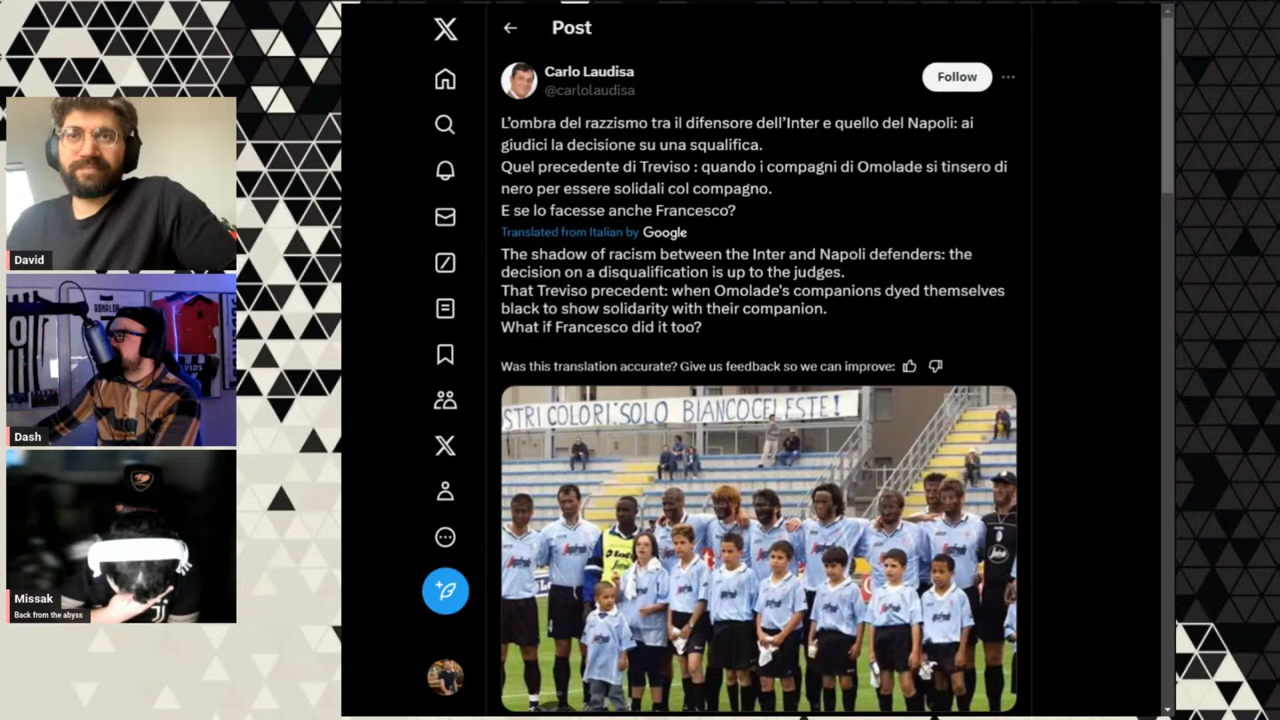 Post
Carlo Laudisa
@carlolaudisa
Follow
L'ombra del razzismo tra il difensore dell'Inter e quello del Napoli: ai
giudici la decisione su una squalifica.
Quel precedente di Treviso : quando i compagni di Omolade si tinsero di
nero per essere solidali col compagno.
E se lo facesse anche Francesco?
Translated from Italian by Google
The shadow of racism between the Inter and Napoli defenders: the
decision on a disqualification is up to the judges.
That Treviso precedent: when Omolade's companions dyed themselves
black to show solidarity with their companion.
What if Francesco did it too?
Was this translation accurate? Give us feedback so we can improve:
STRI COLORI: SOLO BIANCOCELESTE!
David
RONALDO
Dash
Missak
Back from the abyss